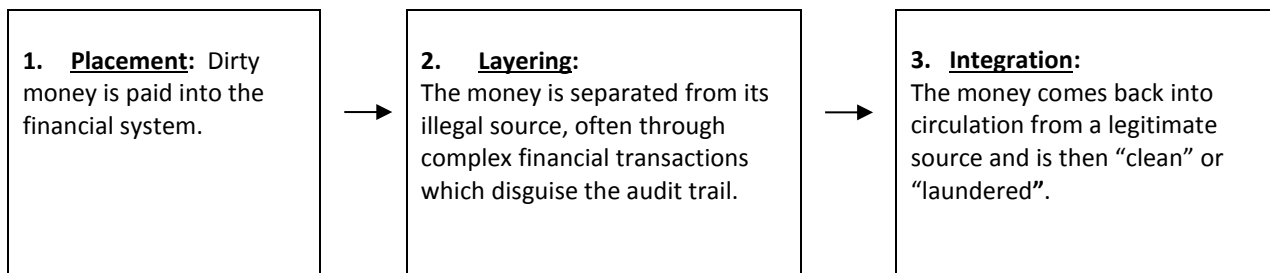 1. Placement: Dirty
money is paid into the
financial system.
2. Layering:
The money is separated from its
illegal source, often through
complex financial transactions
which disguise the audit trail.
3. Integration:
The money comes back into
circulation from a legitimate
source and is then “clean” or
“laundered”.